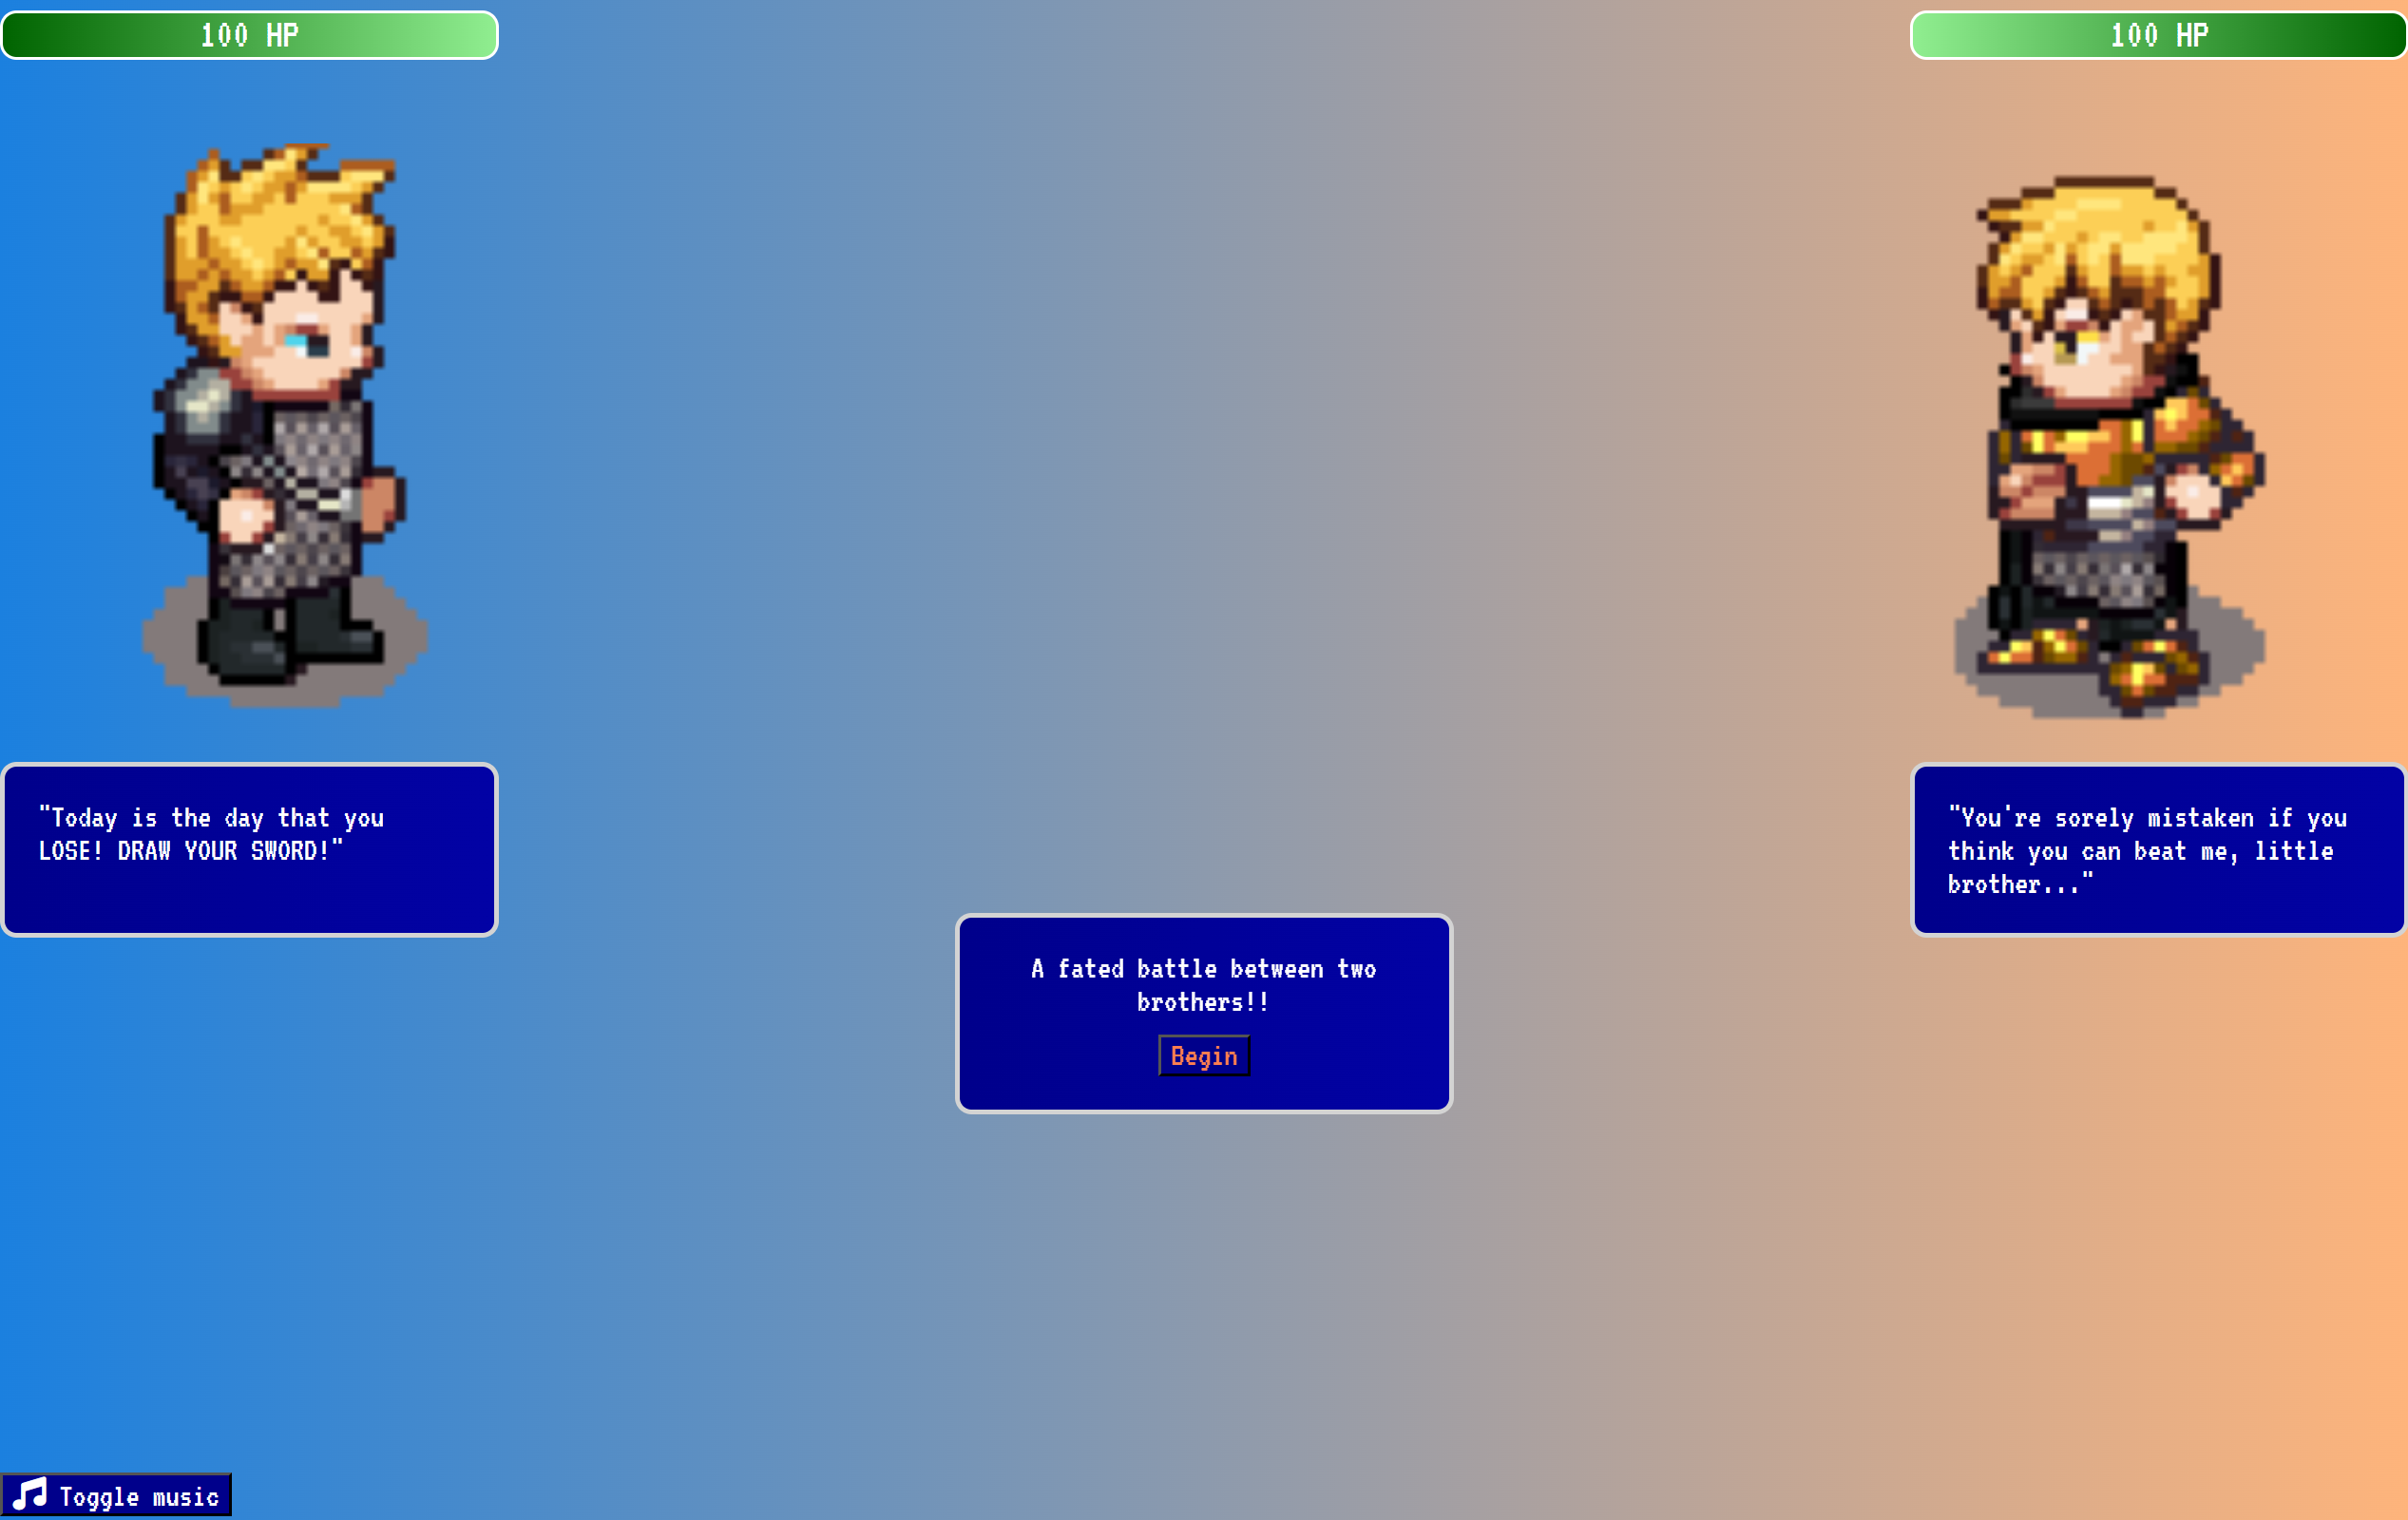 100 HP
100 HP
"Today is the day that you
LOSE! DRAW YOUR SWORD!"
"You're sorely mistaken if you
think you can beat me, little
brother..."
A fated battle between two
brothers!!
Begin
Toggle music